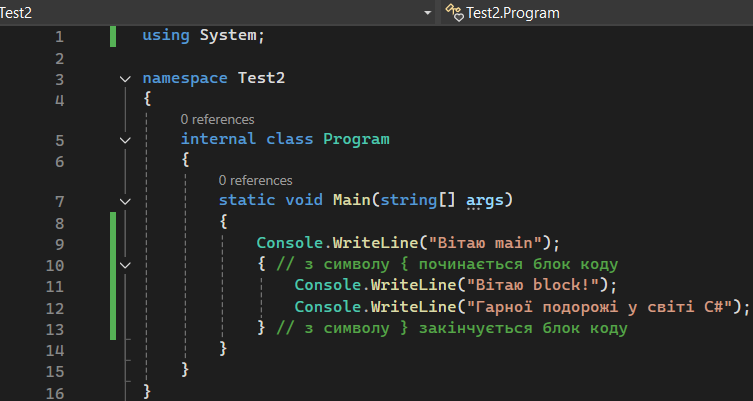 Test2 Test2.Program
1 using System;
2
3 namespace Test2
4 {
0 references
5 internal class Program
6 {
0 references
7 static void Main(string[] args)
8 {
9 Console.WriteLine("Вітаю main");
10 { // з символу { починається блок коду
11 Console.WriteLine("Вітаю block!");
12 Console.WriteLine("Гарної подорожі у світі C#");
13 } // з символу } закінчується блок коду
14 }
15 }
16 }